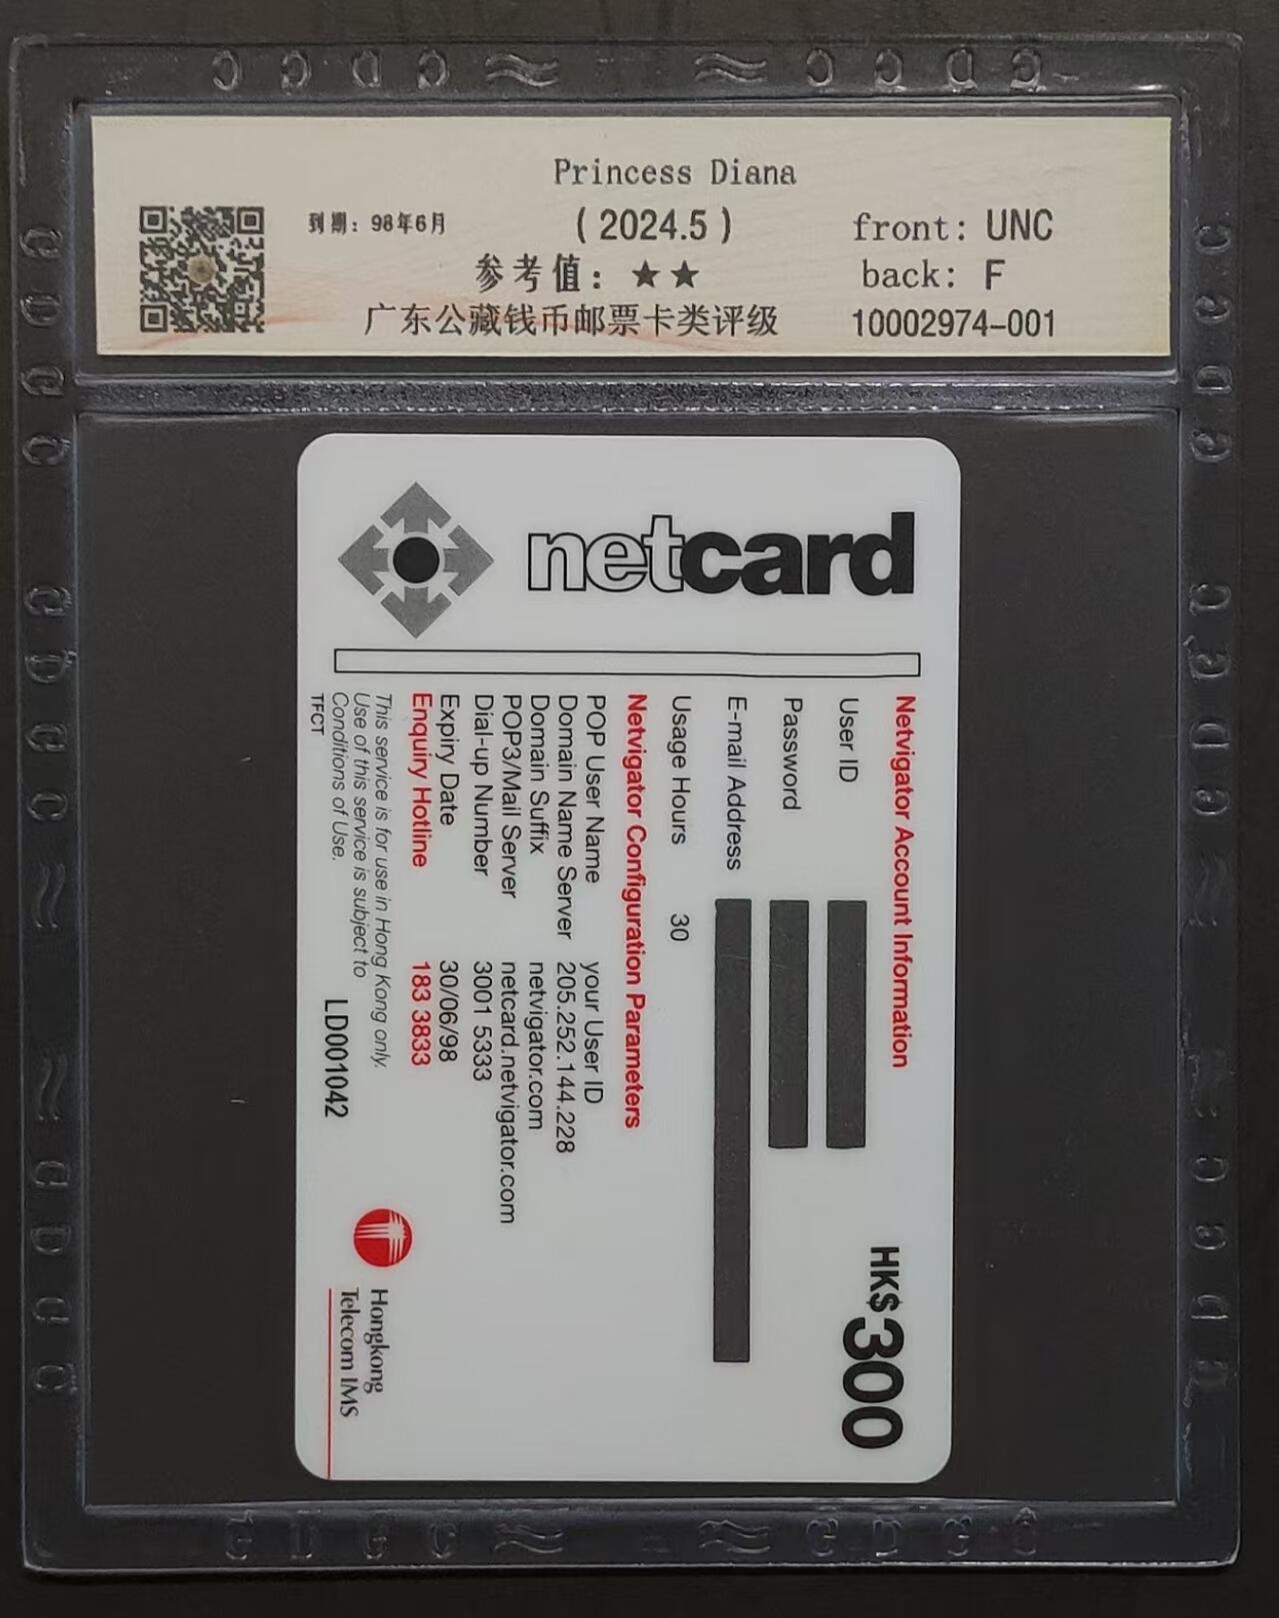 Princess Diana
到期：98年6月
(2024.5)
front: UNC
参考值：★★
back: F
广东公藏钱币邮票卡类评级
10002974-001
netcard
Netvigator Account Information
HK$300
User ID
Password
E-mail Address
Usage Hours 30
Netvigator Configuration Parameters
POP User Name your User ID
Domain Name Server 205.252.144.228
Domain Suffix netvigator.com
POP3/Mail Server netcard.netvigator.com
Dial-up Number 3001 5333
Expiry Date 30/06/98
Enquiry Hotline 183 3833
This service is for use in Hong Kong only.
Use of this service is subject to
Conditions of Use.
TFCT
LD001042
Hongkong
Telecom IMS